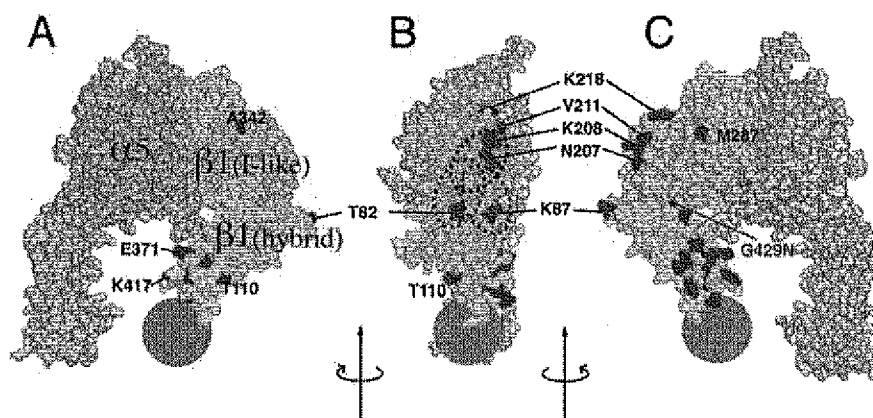 A
B
C
K218
V211
K208
N207
A342
M287
α5
β1(I-like)
T82
K87
β1(hybrid)
G429N
E371
K417
T110
T110